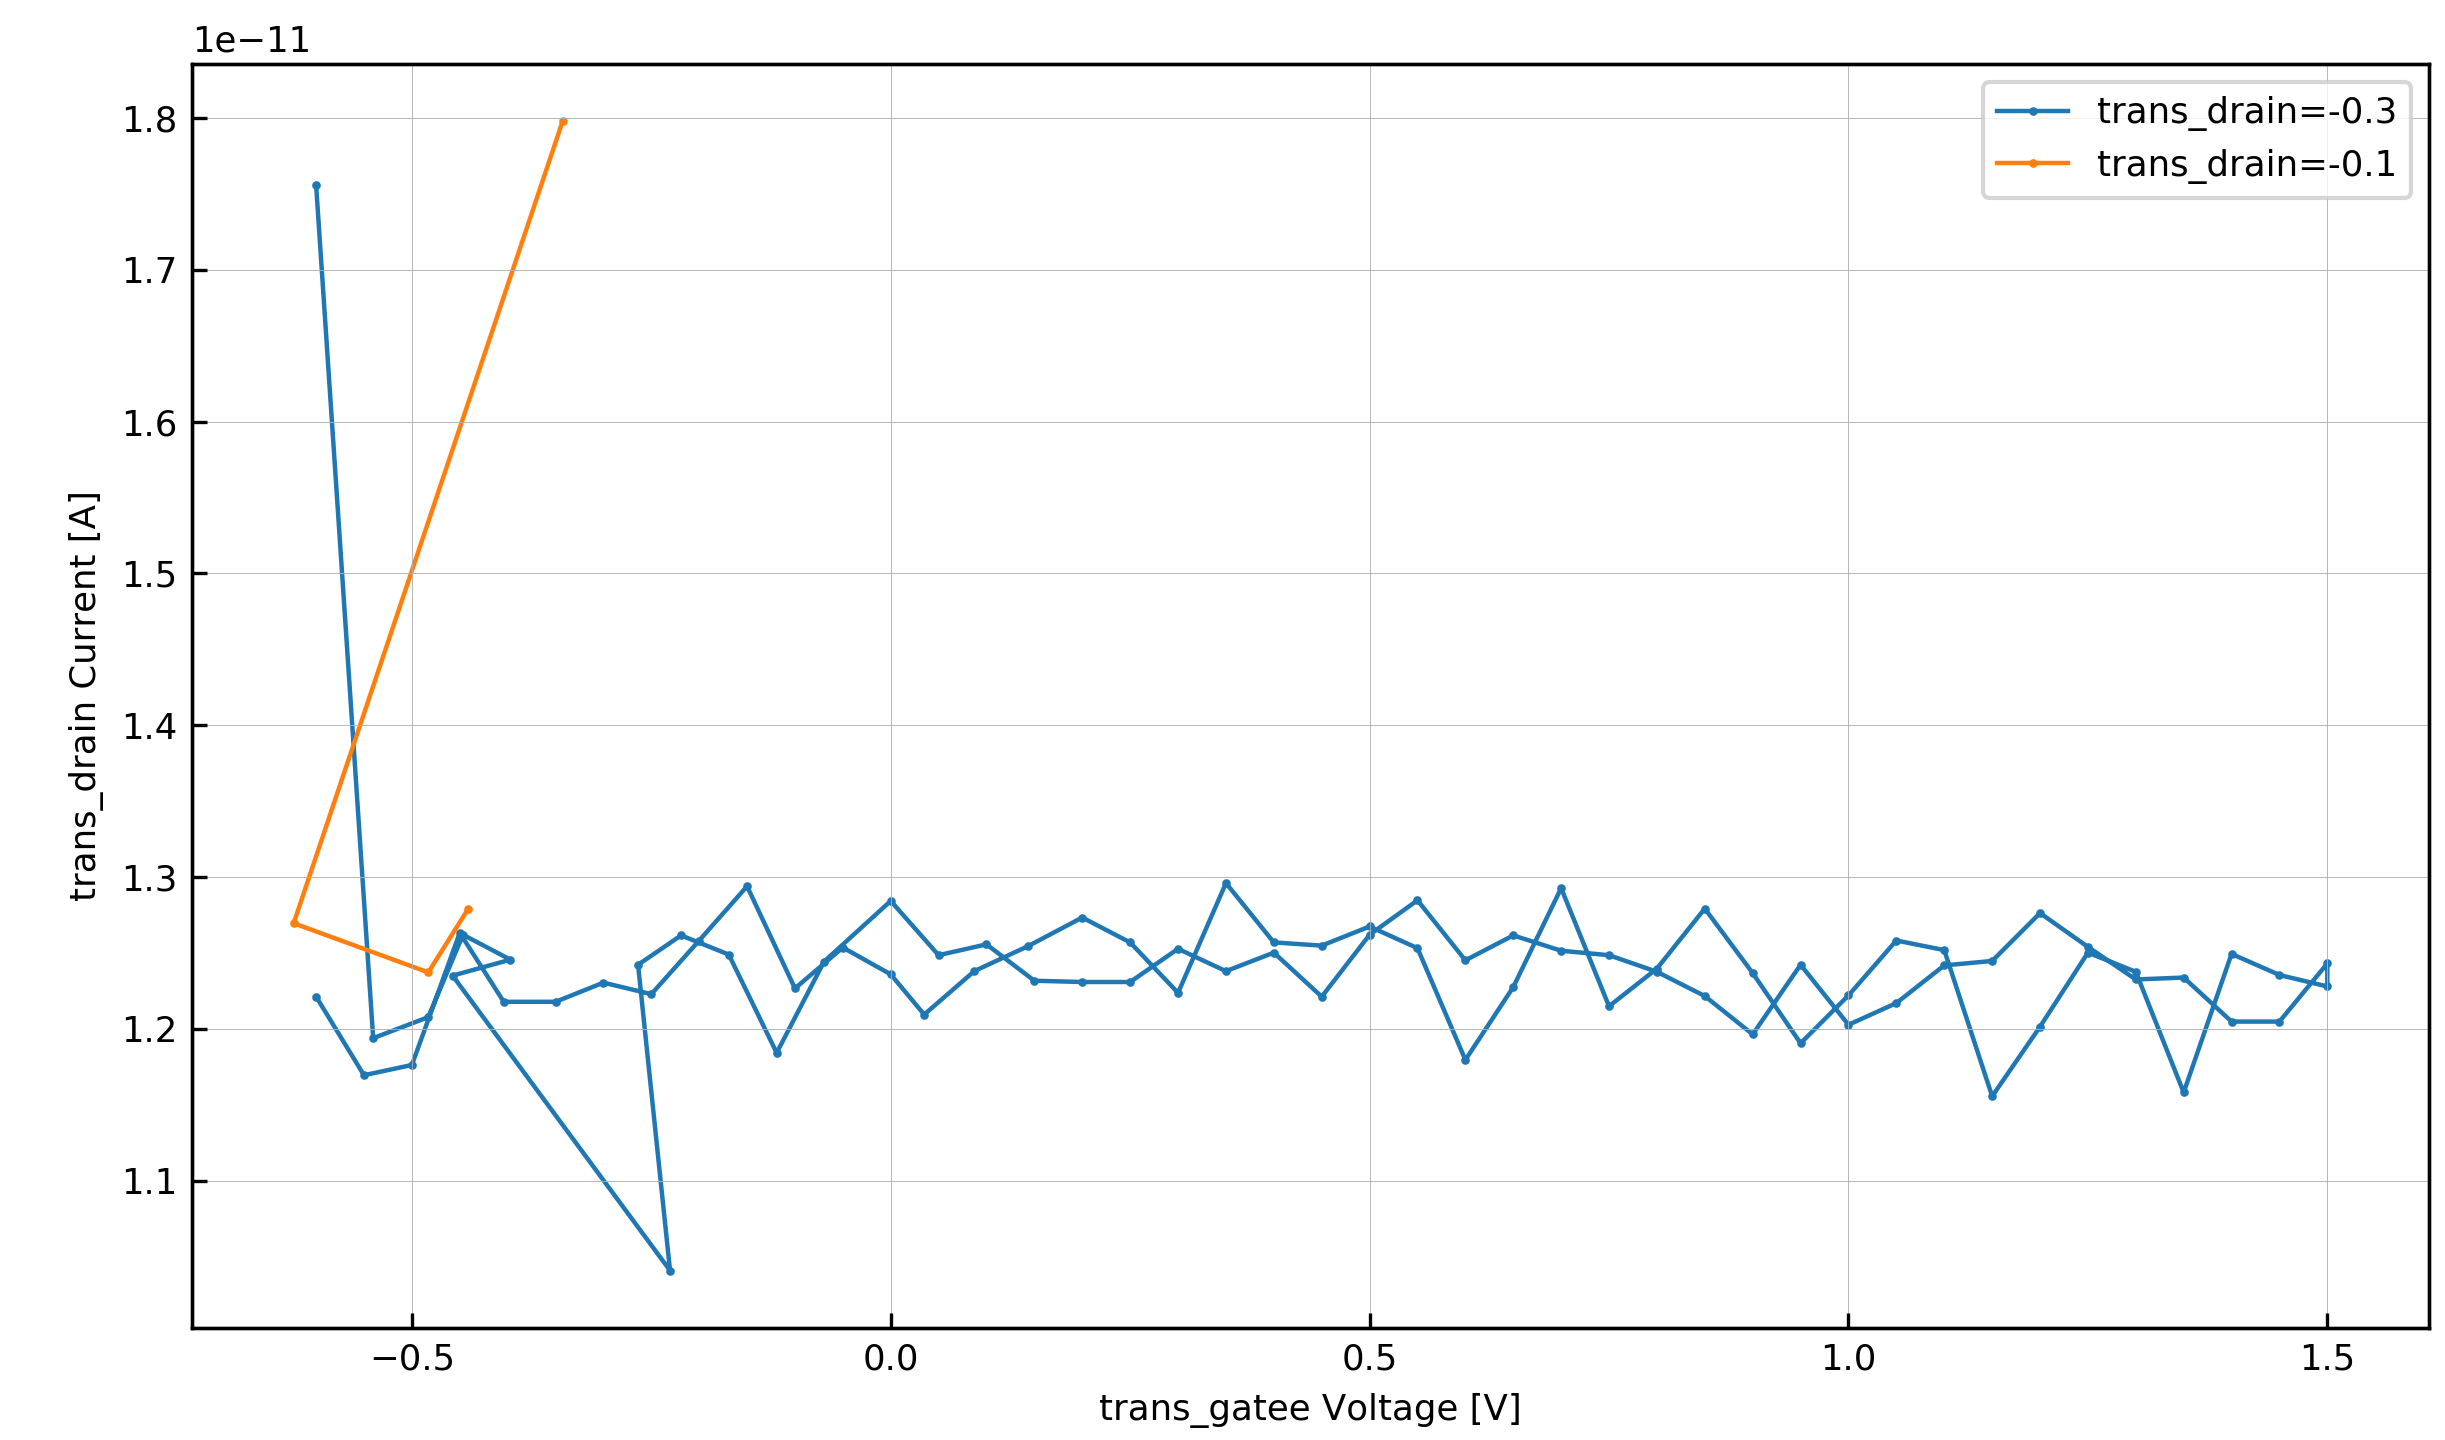 1e−11
1.8
1.7
1.6
1.5
1.4
1.3
1.2
1.1
trans_drain Current [A]
trans_drain=-0.3
trans_drain=-0.1
−0.5 0.0 0.5 1.0 1.5
trans_gatee Voltage [V]